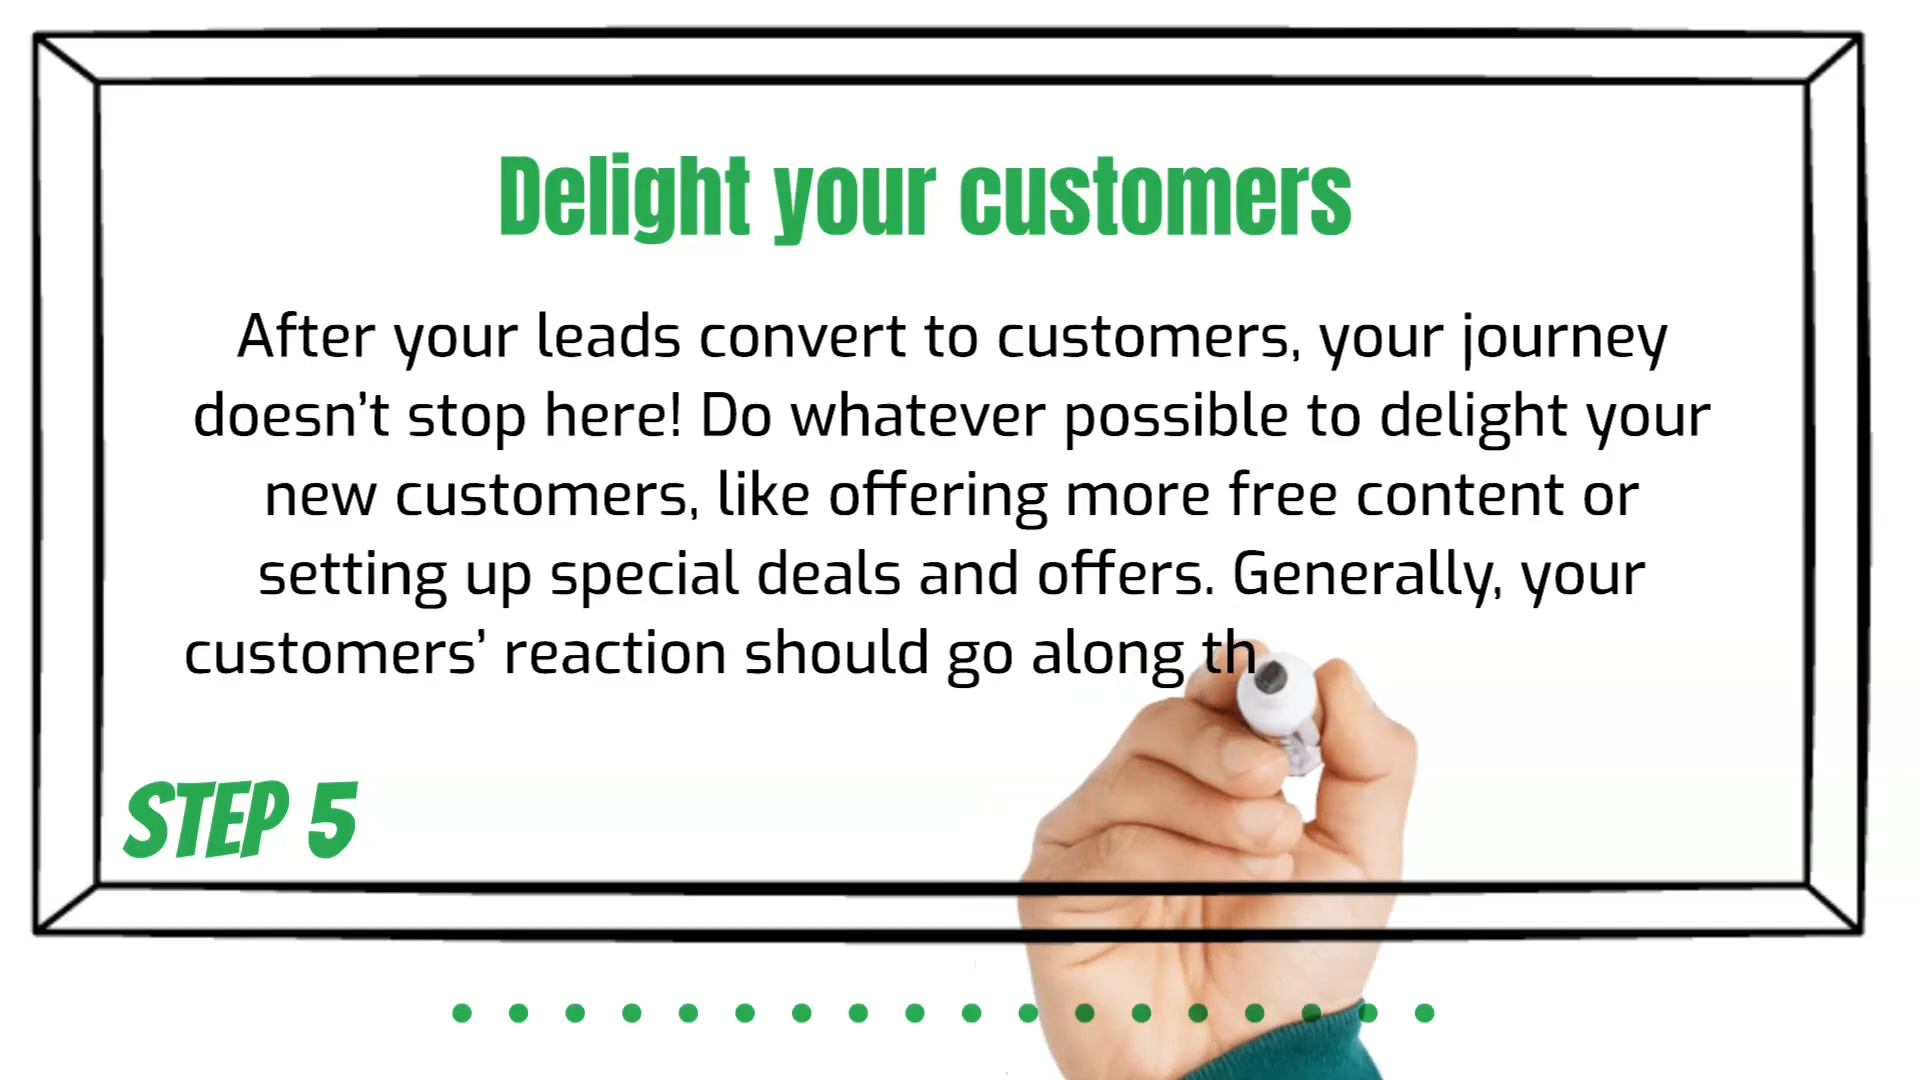 Delight your customers
After your leads convert to customers, your journey
doesn’t stop here! Do whatever possible to delight your
new customers, like offering more free content or
setting up special deals and offers. Generally, your
customers’ reaction should go along th
STEP 5